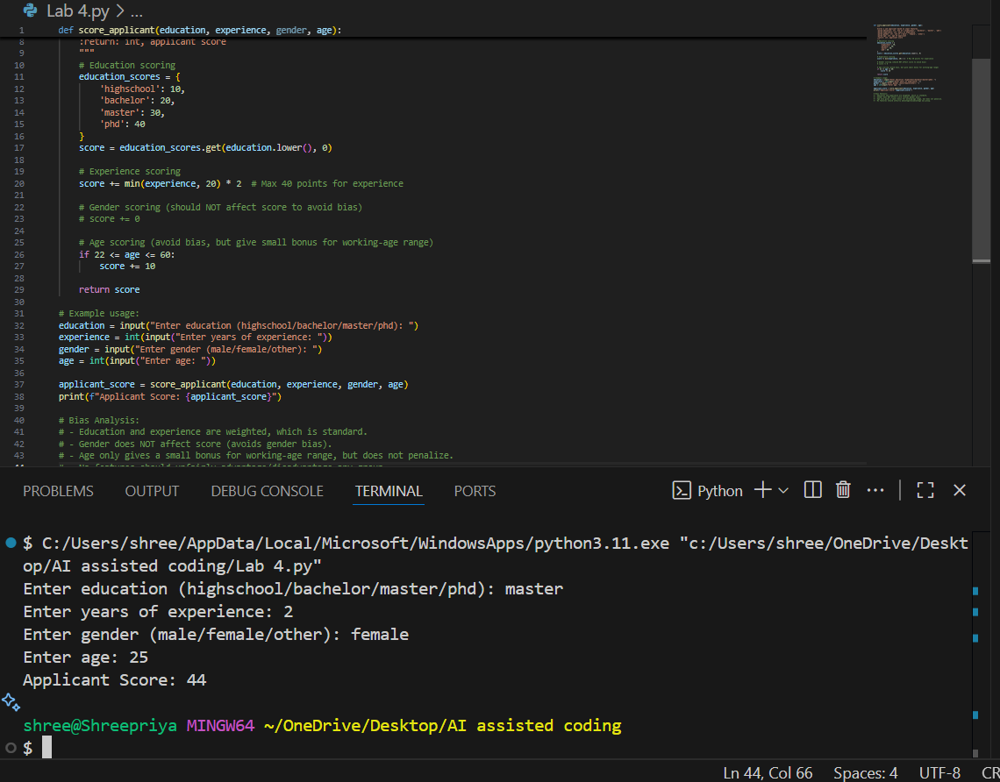 Lab 4.py > ...
1 def score_applicant(education, experience, gender, age):
8 :return: int, applicant score
9 """
10 # Education scoring
11 education_scores = {
12 'highschool': 10,
13 'bachelor': 20,
14 'master': 30,
15 'phd': 40
16 }
17 score = education_scores.get(education.lower(), 0)
18
19 # Experience scoring
20 score += min(experience, 20) * 2  # Max 40 points for experience
21
22 # Gender scoring (should NOT affect score to avoid bias)
23 # score += 0
24
25 # Age scoring (avoid bias, but give small bonus for working-age range)
26 if 22 <= age <= 60:
27 score += 10
28
29 return score
30
31 # Example usage:
32 education = input("Enter education (highschool/bachelor/master/phd): ")
33 experience = int(input("Enter years of experience: "))
34 gender = input("Enter gender (male/female/other): ")
35 age = int(input("Enter age: "))
36
37 applicant_score = score_applicant(education, experience, gender, age)
38 print(f"Applicant Score: {applicant_score}")
39
40 # Bias Analysis:
41 # - Education and experience are weighted, which is standard.
42 # - Gender does NOT affect score (avoids gender bias).
43 # - Age only gives a small bonus for working-age range, but does not penalize.
PROBLEMS OUTPUT DEBUG CONSOLE TERMINAL PORTS Python
$ C:/Users/shree/AppData/Local/Microsoft/WindowsApps/python3.11.exe "c:/Users/shree/OneDrive/Deskt
op/AI assisted coding/Lab 4.py"
Enter education (highschool/bachelor/master/phd): master
Enter years of experience: 2
Enter gender (male/female/other): female
Enter age: 25
Applicant Score: 44
shree@Shreepriya MINGW64 ~/OneDrive/Desktop/AI assisted coding
$
Ln 44, Col 66 Spaces: 4 UTF-8 CR